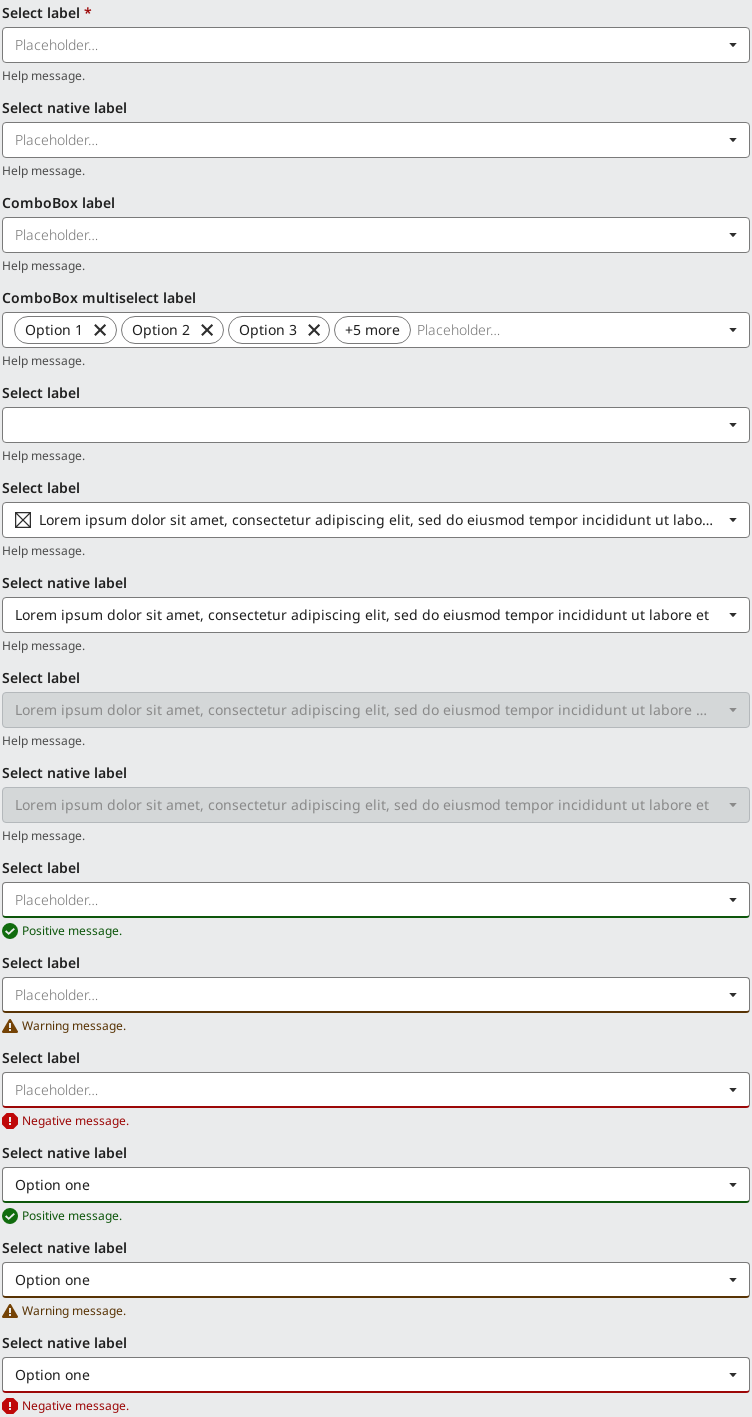 Select label *
Placeholder...
Help message.
Select native label
Placeholder...
Help message.
ComboBox label
Placeholder...
Help message.
ComboBox multiselect label
Option 1 Option 2 Option 3 +5 more Placeholder...
Help message.
Select label
Help message.
Select label
Lorem ipsum dolor sit amet, consectetur adipiscing elit, sed do eiusmod tempor incididunt ut labo...
Help message.
Select native label
Lorem ipsum dolor sit amet, consectetur adipiscing elit, sed do eiusmod tempor incididunt ut labore et
Help message.
Select label
Lorem ipsum dolor sit amet, consectetur adipiscing elit, sed do eiusmod tempor incididunt ut labore ...
Help message.
Select native label
Lorem ipsum dolor sit amet, consectetur adipiscing elit, sed do eiusmod tempor incididunt ut labore et
Help message.
Select label
Placeholder...
Positive message.
Select label
Placeholder...
Warning message.
Select label
Placeholder...
Negative message.
Select native label
Option one
Positive message.
Select native label
Option one
Warning message.
Select native label
Option one
Negative message.